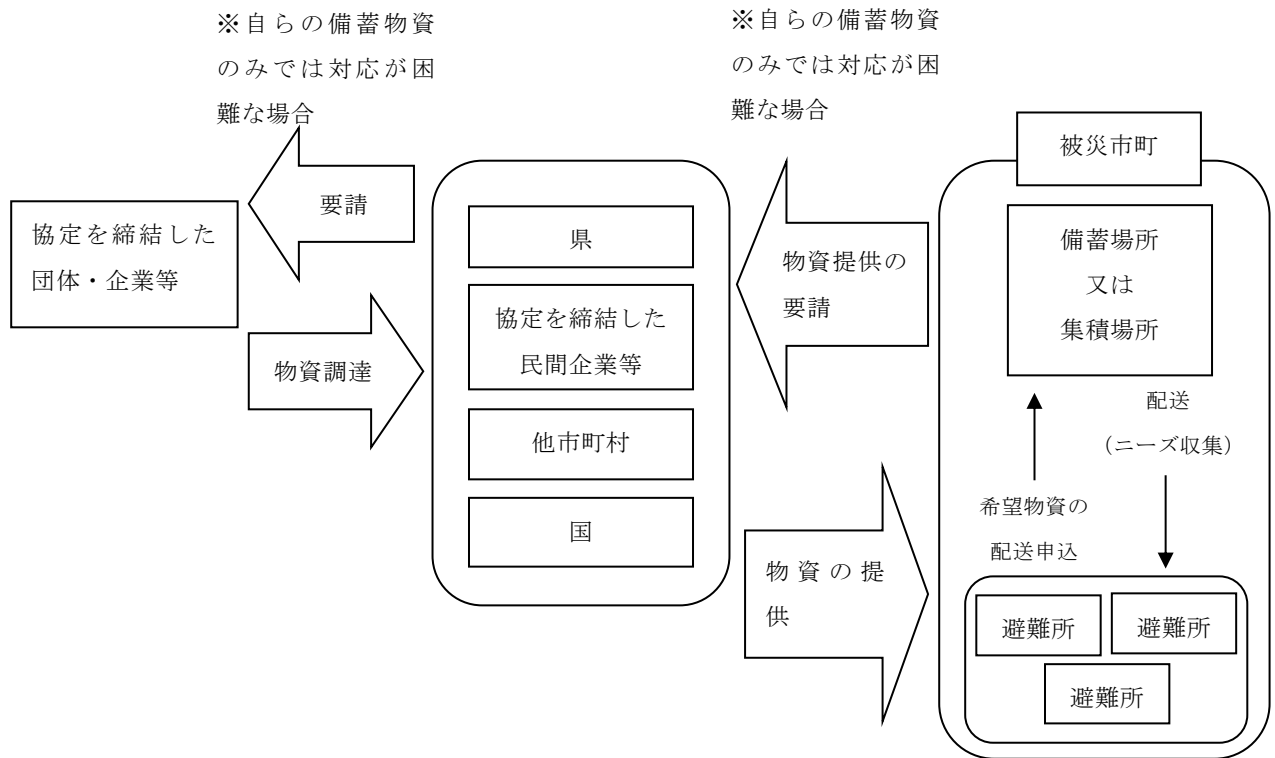 ※自らの備蓄物資
のみでは対応が困
難な場合
※自らの備蓄物資
のみでは対応が困
難な場合
協定を締結した
団体・企業等
要請
物資調達
県
協定を締結した
民間企業等
他市町村
国
物資提供の
要請
物資の提
供
被災市町
備蓄場所
又は
集積場所
配送
（ニーズ収集）
希望物資の
配送申込
避難所
避難所
避難所